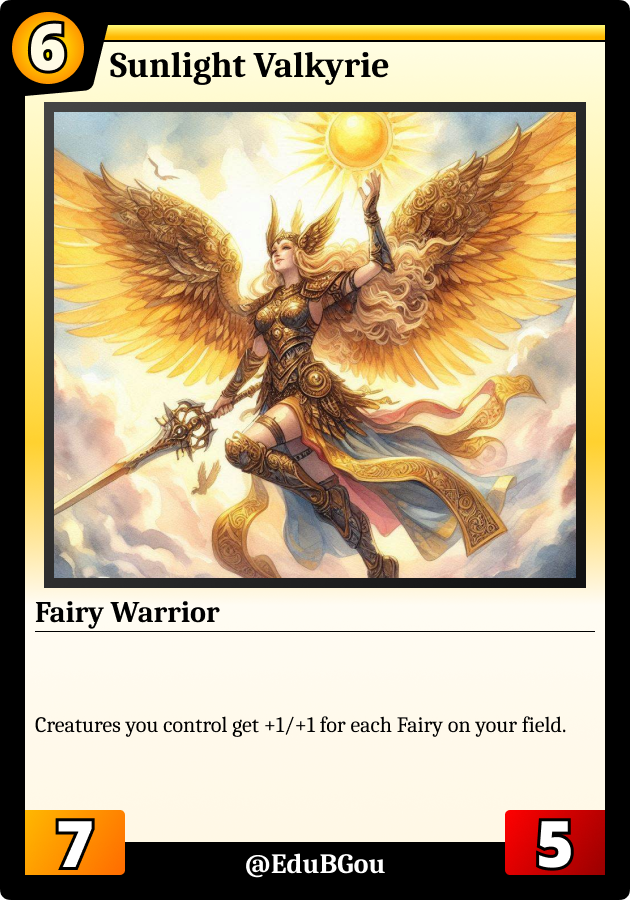 6
Sunlight Valkyrie
Fairy Warrior
Creatures you control get +1/+1 for each Fairy on your field.
7
@EduBGou
5